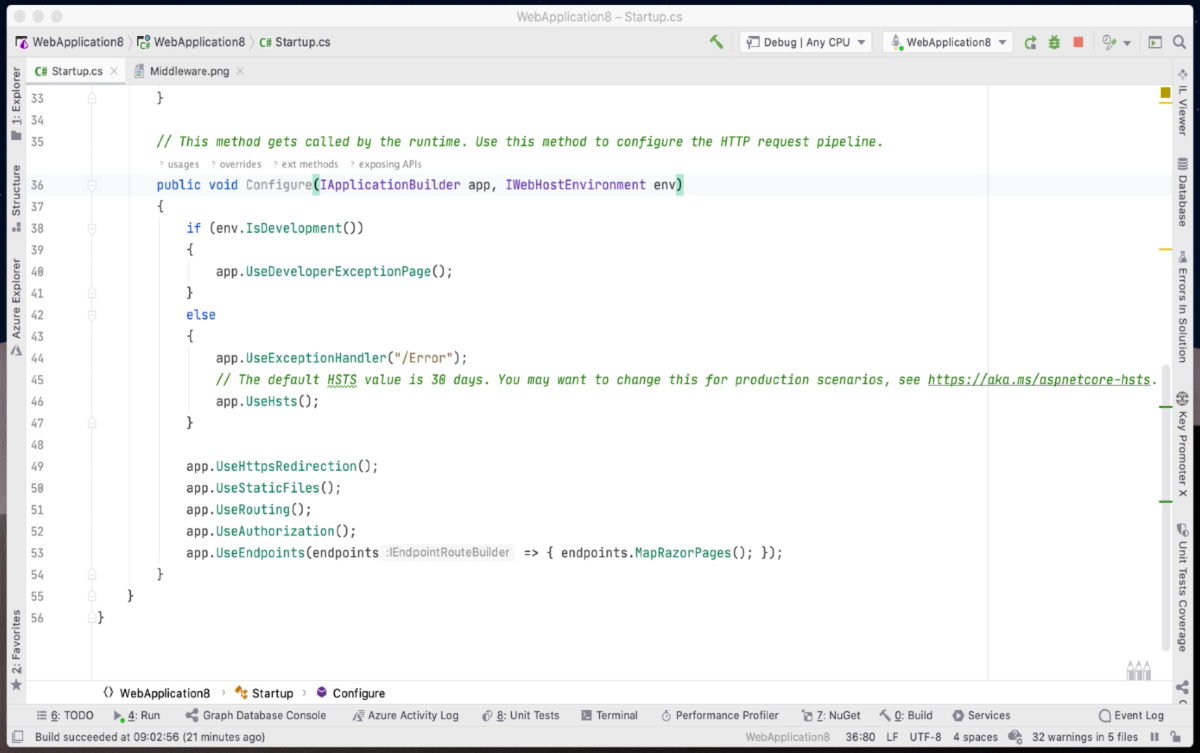 WebApplication8 – Startup.cs
WebApplication8 WebApplication8 C# Startup.cs Debug | Any CPU WebApplication8
C# Startup.cs Middleware.png
33 }
34
35 // This method gets called by the runtime. Use this method to configure the HTTP request pipeline.
? usages ? overrides ? ext methods ? exposing APIs
36 public void Configure(IApplicationBuilder app, IWebHostEnvironment env)
37 {
38 if (env.IsDevelopment())
39 {
40 app.UseDeveloperExceptionPage();
41 }
42 else
43 {
44 app.UseExceptionHandler("/Error");
45 // The default HSTS value is 30 days. You may want to change this for production scenarios, see https://aka.ms/aspnetcore-hsts.
46 app.UseHsts();
47 }
48
49 app.UseHttpsRedirection();
50 app.UseStaticFiles();
51 app.UseRouting();
52 app.UseAuthorization();
53 app.UseEndpoints(endpoints :IEndpointRouteBuilder => { endpoints.MapRazorPages(); });
54 }
55 }
56 }
1: Explorer
Structure
Azure Explorer
2: Favorites
IL Viewer
Database
Errors In Solution
Key Promoter X
Unit Tests Coverage
WebApplication8 Startup Configure
6: TODO 4: Run Graph Database Console Azure Activity Log 8: Unit Tests Terminal Performance Profiler 7: NuGet 0: Build Services Event Log
Build succeeded at 09:02:56 (21 minutes ago) WebApplication8 36:80 LF UTF-8 4 spaces 32 warnings in 5 files